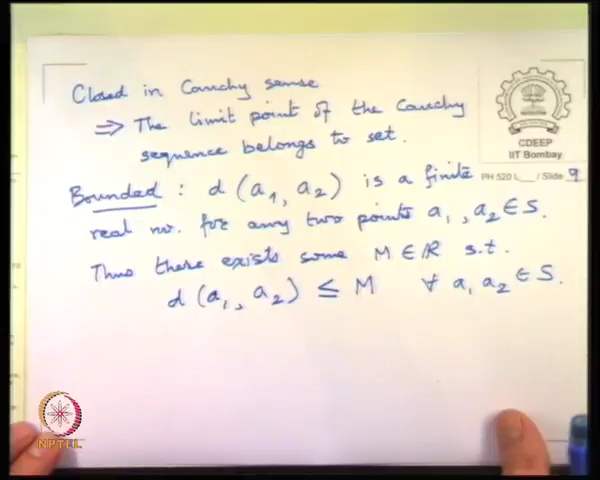 Closed in Cauchy sense
⇒ The limit point of the Cauchy
sequence belongs to set.
Bounded : d (a₁, a₂) is a finite
real no. for any two points a₁, a₂ ∈ S.
Thus there exists some M ∈ ℝ s.t.
d (a₁, a₂) ≤ M ∀ a₁ a₂ ∈ S.
CDEEP
IIT Bombay
PH 520 L___ / Slide 9
NPTEL